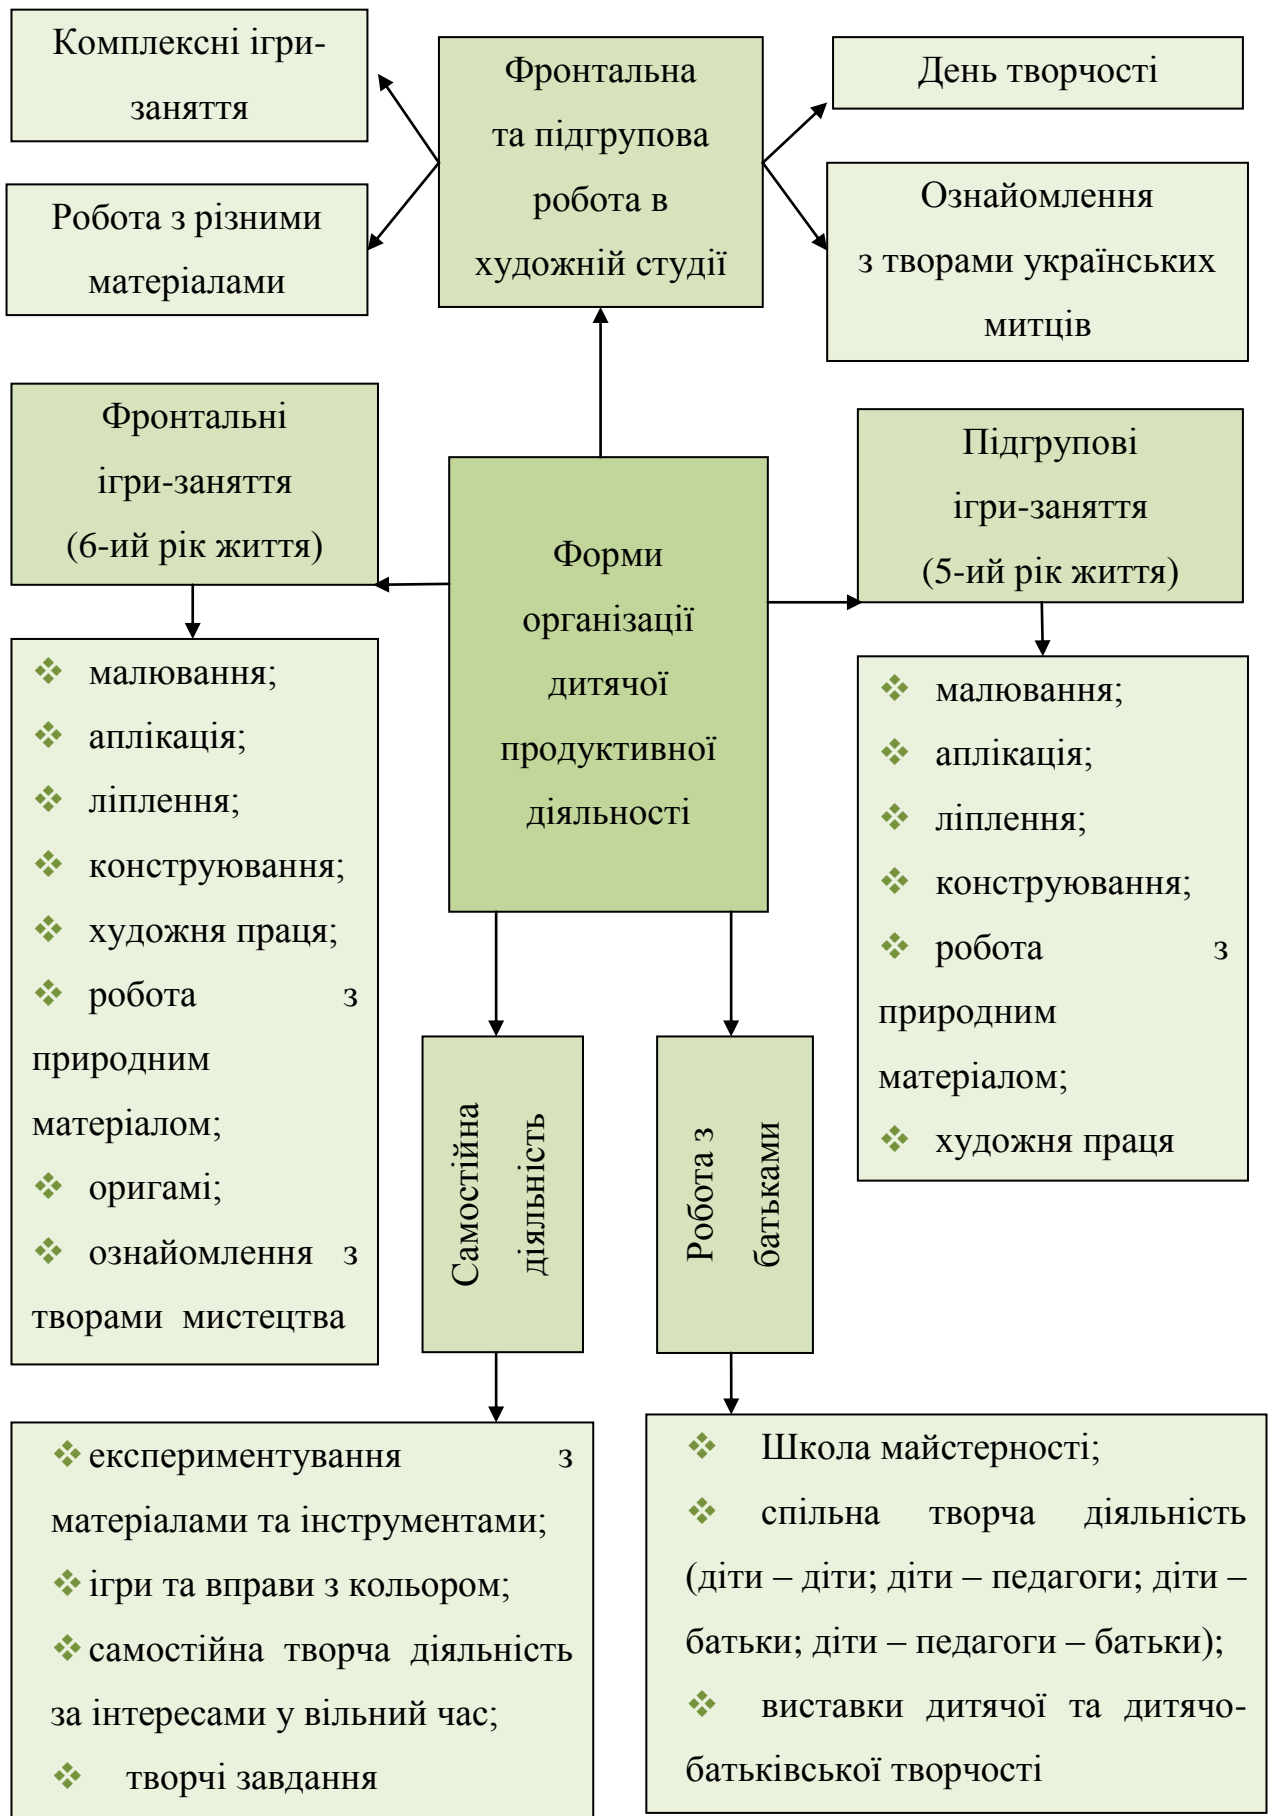 Комплексні ігри-
заняття
Фронтальна
та підгрупова
робота в
художній студії
День творчості
Робота з різними
матеріалами
Ознайомлення
з творами українських
митців
Фронтальні
ігри-заняття
(6-ий рік життя)
Форми
організації
дитячої
продуктивної
діяльності
Підгрупові
ігри-заняття
(5-ий рік життя)
❖ малювання;
❖ аплікація;
❖ ліплення;
❖ конструювання;
❖ художня праця;
❖ робота з
природним
матеріалом;
❖ оригамі;
❖ ознайомлення з
творами мистецтва
❖ малювання;
❖ аплікація;
❖ ліплення;
❖ конструювання;
❖ робота з
природним
матеріалом;
❖ художня праця
Самостійна
діяльність
Робота з
батьками
❖ експериментування з
матеріалами та інструментами;
❖ ігри та вправи з кольором;
❖ самостійна творча діяльність
за інтересами у вільний час;
❖ творчі завдання
❖ Школа майстерності;
❖ спільна творча діяльність
(діти – діти; діти – педагоги; діти –
батьки; діти – педагоги – батьки);
❖ виставки дитячої та дитячо-
батьківської творчості